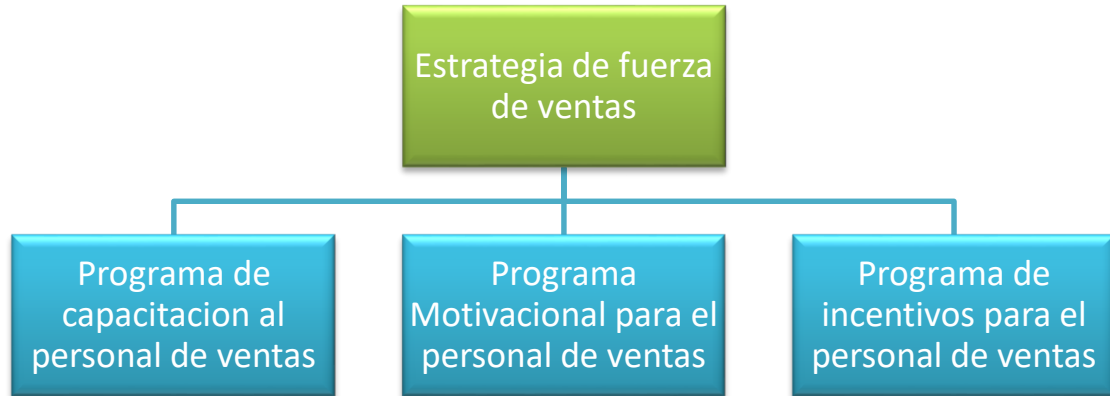 Estrategia de fuerza
de ventas
Programa de
capacitacion al
personal de ventas
Programa
Motivacional para el
personal de ventas
Programa de
incentivos para el
personal de ventas